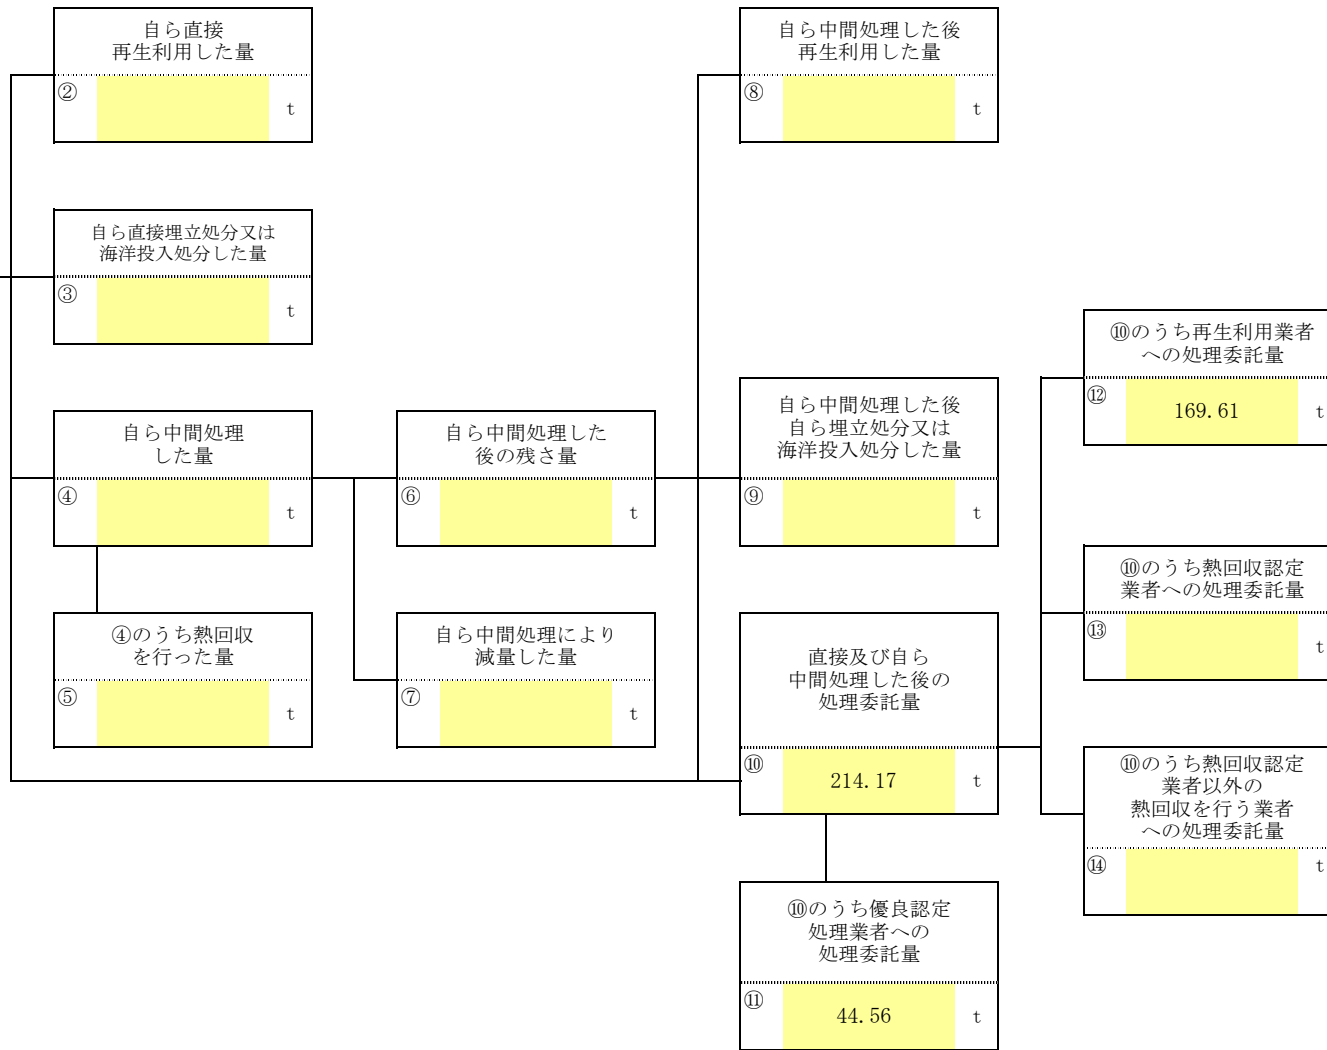 自ら直接
再生利用した量
②
t
自ら中間処理した後
再生利用した量
⑧
t
自ら直接埋立処分又は
海洋投入処分した量
③
t
⑩のうち再生利用業者
への処理委託量
⑫
169.61
t
自ら中間処理
した量
④
t
自ら中間処理した
後の残さ量
⑥
t
自ら中間処理した後
自ら埋立処分又は
海洋投入処分した量
⑨
t
⑩のうち熱回収認定
業者への処理委託量
⑬
t
④のうち熱回収
を行った量
⑤
t
自ら中間処理により
減量した量
⑦
t
直接及び自ら
中間処理した後の
処理委託量
⑩
214.17
t
⑩のうち熱回収認定
業者以外の
熱回収を行う業者
への処理委託量
⑭
t
⑩のうち優良認定
処理業者への
処理委託量
⑪
44.56
t